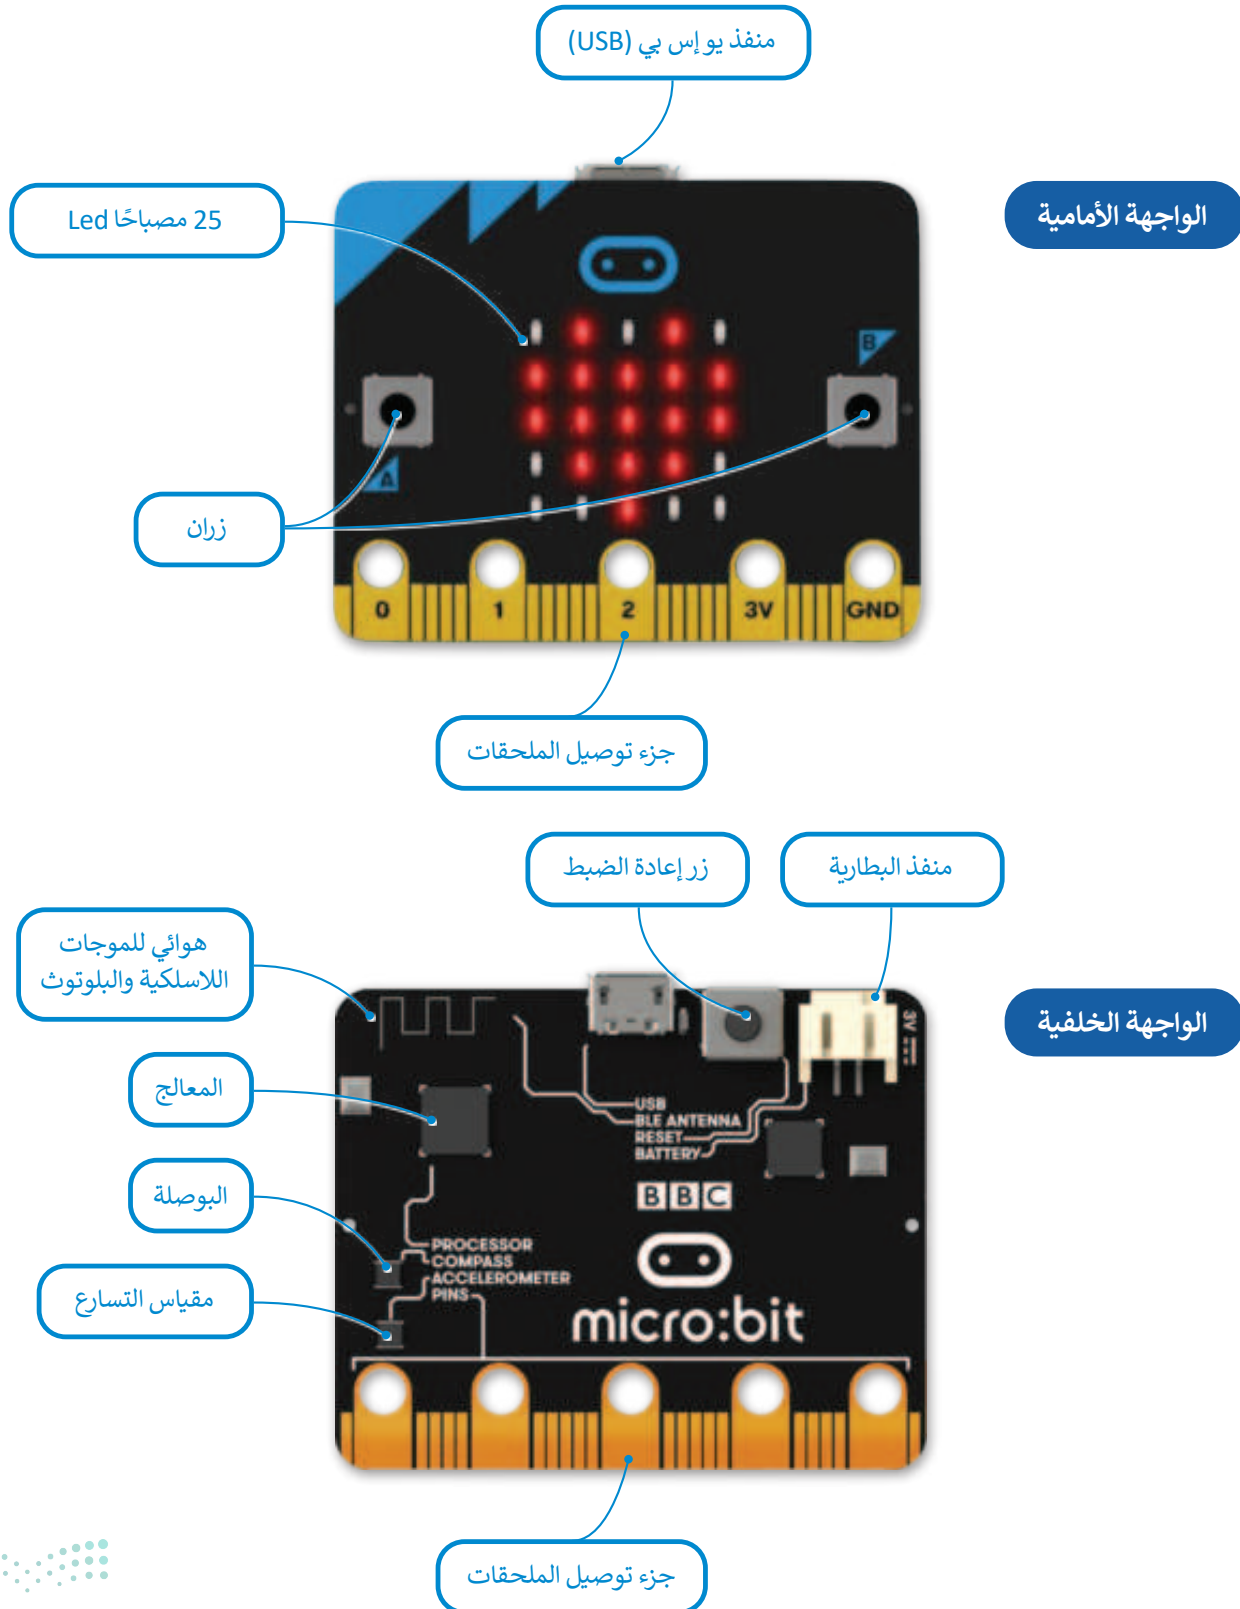 منفذ يو إس بي (USB)
الواجهة الأمامية
25 مصباحًا Led
B
A
زران
0 1 2 3V GND
جزء توصيل الملحقات
منفذ البطارية
زر إعادة الضبط
هوائي للموجات
اللاسلكية والبلوتوث
الواجهة الخلفية
3V
المعالج
USB
BLE ANTENNA
RESET
BATTERY
BBC
البوصلة
PROCESSOR
COMPASS
ACCELEROMETER
PINS
مقياس التسارع
micro:bit
جزء توصيل الملحقات